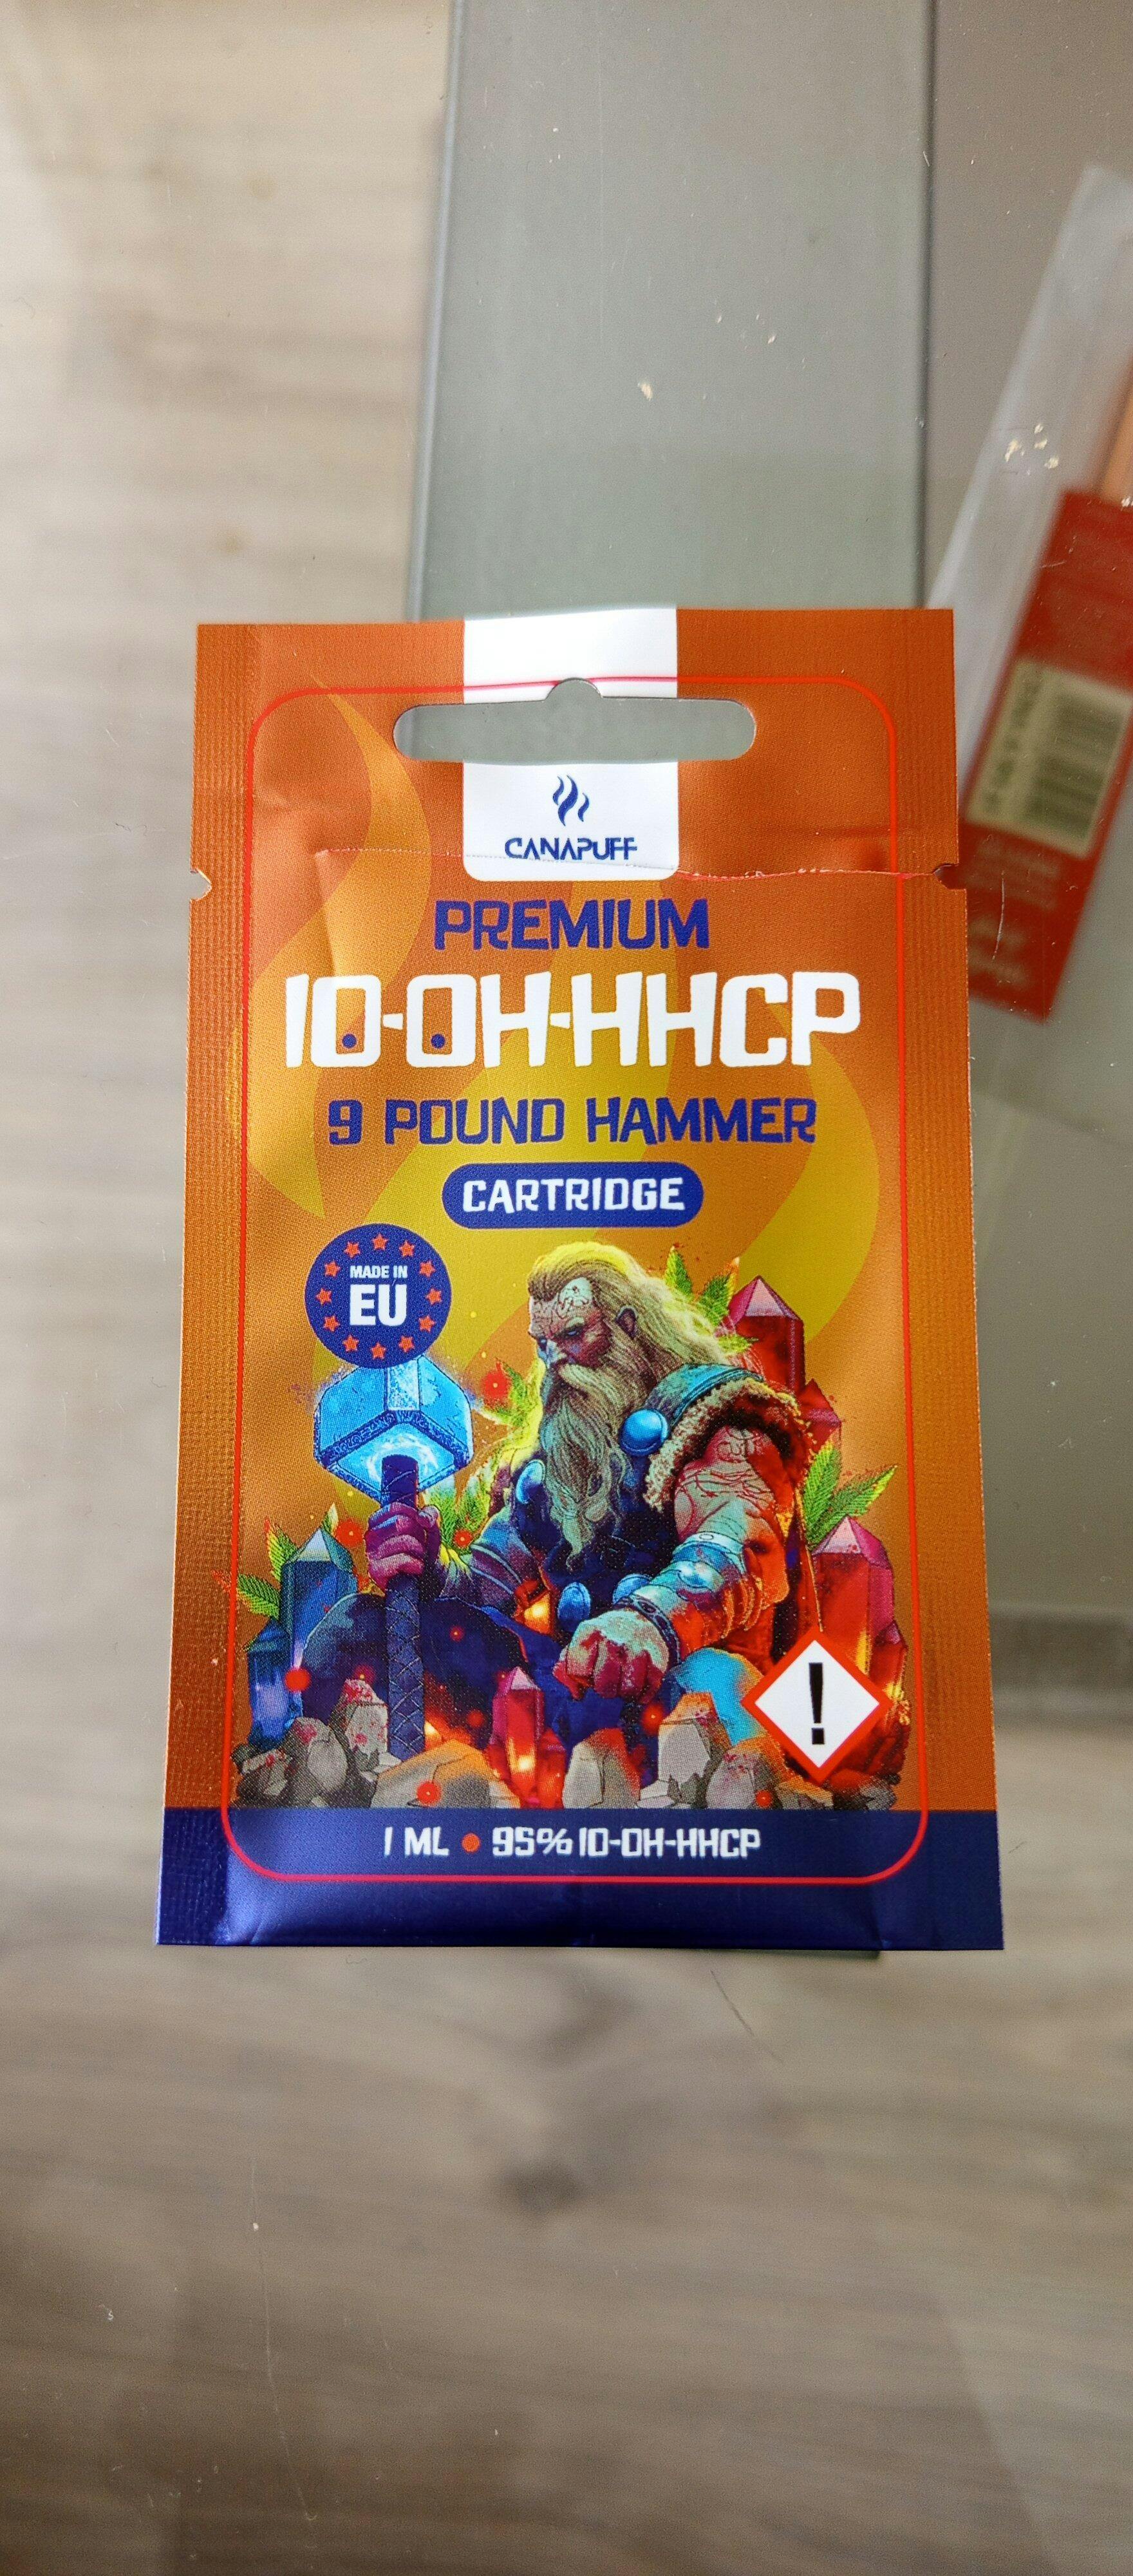 CANAPUFF
PREMIUM
10-OH-HHCP
9 POUND HAMMER
CARTRIDGE
MADE IN
EU
!
1 ML • 95% 10-OH-HHCP